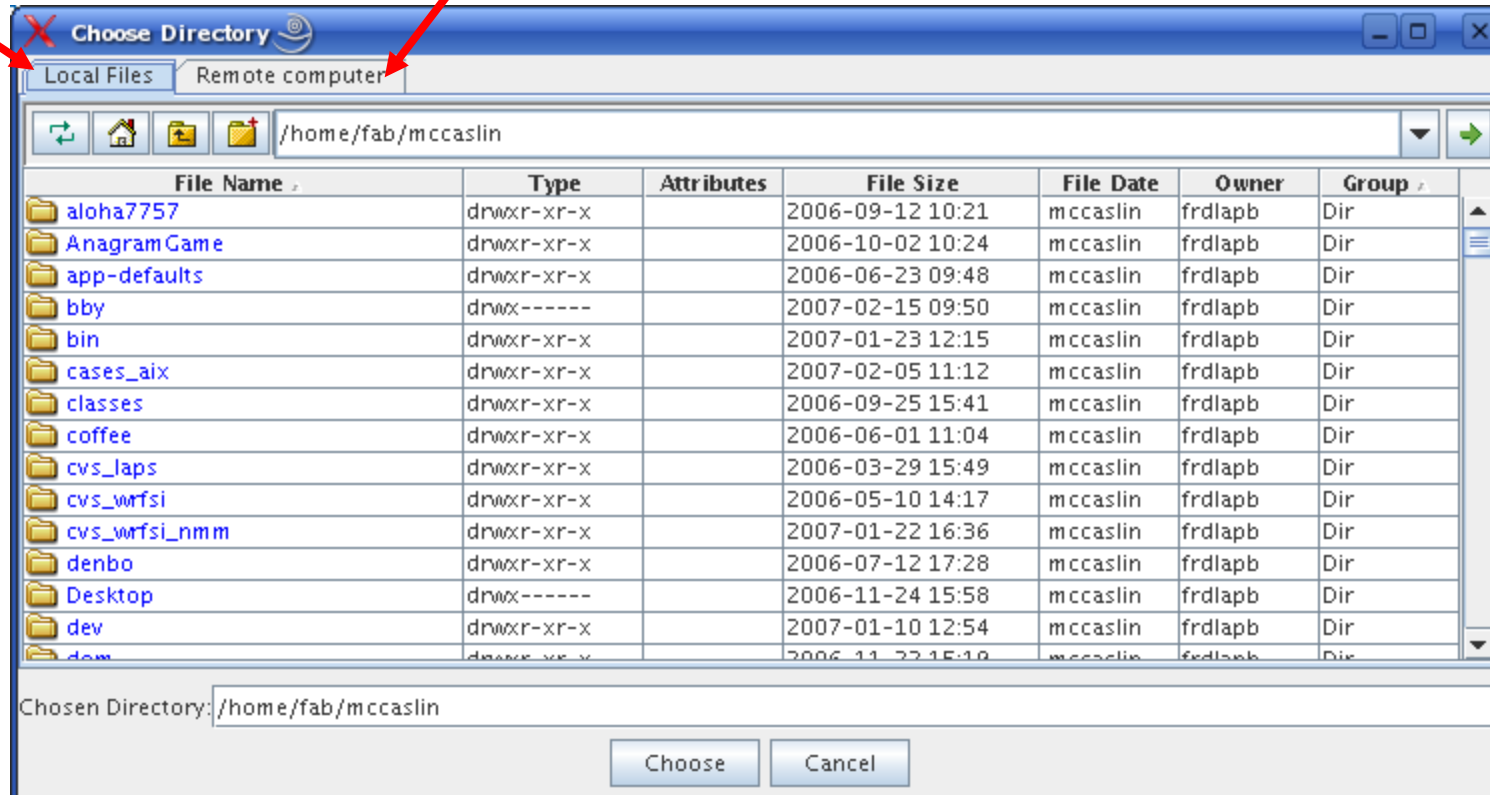 Choose Directory
Local Files Remote computer
/home/fab/mccaslin
File Name Type Attributes File Size File Date Owner Group
aloha7757 drwxr-xr-x 2006-09-12 10:21 mccaslin frdlapb Dir
AnagramGame drwxr-xr-x 2006-10-02 10:24 mccaslin frdlapb Dir
app-defaults drwxr-xr-x 2006-06-23 09:48 mccaslin frdlapb Dir
bby drwx------ 2007-02-15 09:50 mccaslin frdlapb Dir
bin drwxr-xr-x 2007-01-23 12:15 mccaslin frdlapb Dir
cases_aix drwxr-xr-x 2007-02-05 11:12 mccaslin frdlapb Dir
classes drwxr-xr-x 2006-09-25 15:41 mccaslin frdlapb Dir
coffee drwxr-xr-x 2006-06-01 11:04 mccaslin frdlapb Dir
cvs_laps drwxr-xr-x 2006-03-29 15:49 mccaslin frdlapb Dir
cvs_wrfsi drwxr-xr-x 2006-05-10 14:17 mccaslin frdlapb Dir
cvs_wrfsi_nmm drwxr-xr-x 2007-01-22 16:36 mccaslin frdlapb Dir
denbo drwxr-xr-x 2006-07-12 17:28 mccaslin frdlapb Dir
Desktop drwx------ 2006-11-24 15:58 mccaslin frdlapb Dir
dev drwxr-xr-x 2007-01-10 12:54 mccaslin frdlapb Dir
drwxr-xr-x mccaslin frdlapb Dir
Chosen Directory: /home/fab/mccaslin
Choose Cancel